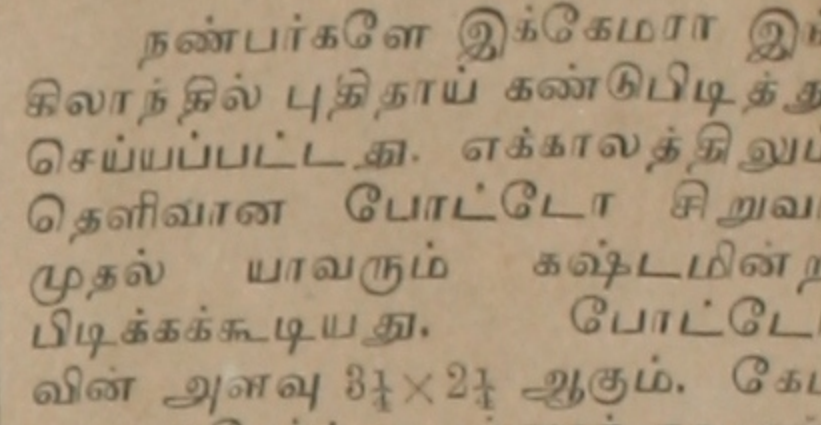 நண்பர்களே இக்கேமரா இங்
கிலாந்தில் புதிதாய் கண்டுபிடித்து
செய்யப்பட்டது. எக்காலத்திலும்
தெளிவான போட்டோ சிறுவ
முதல் யாவரும் கஷ்டமின்றி
பிடிக்கக்கூடியது. போட்டோ
வின் அளவு 3¼×2¼ ஆகும். கே